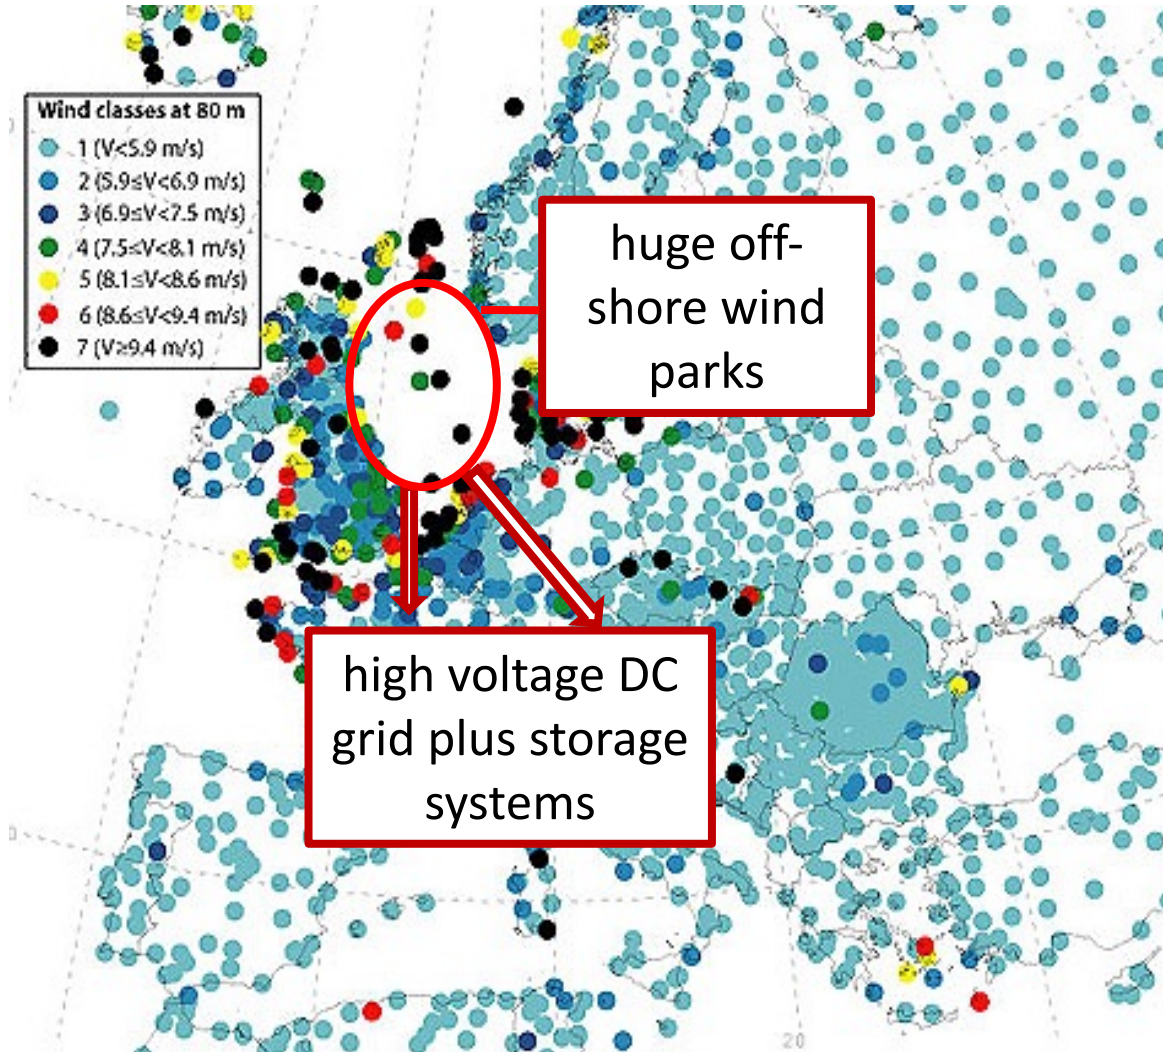 Wind classes at 80 m
1 (V<5.9 m/s)
2 (5.9≤V<6.9 m/s)
3 (6.9≤V<7.5 m/s)
4 (7.5≤V<8.1 m/s)
5 (8.1≤V<8.6 m/s)
6 (8.6≤V<9.4 m/s)
7 (V≥9.4 m/s)
huge off-
shore wind
parks
high voltage DC
grid plus storage
systems
20